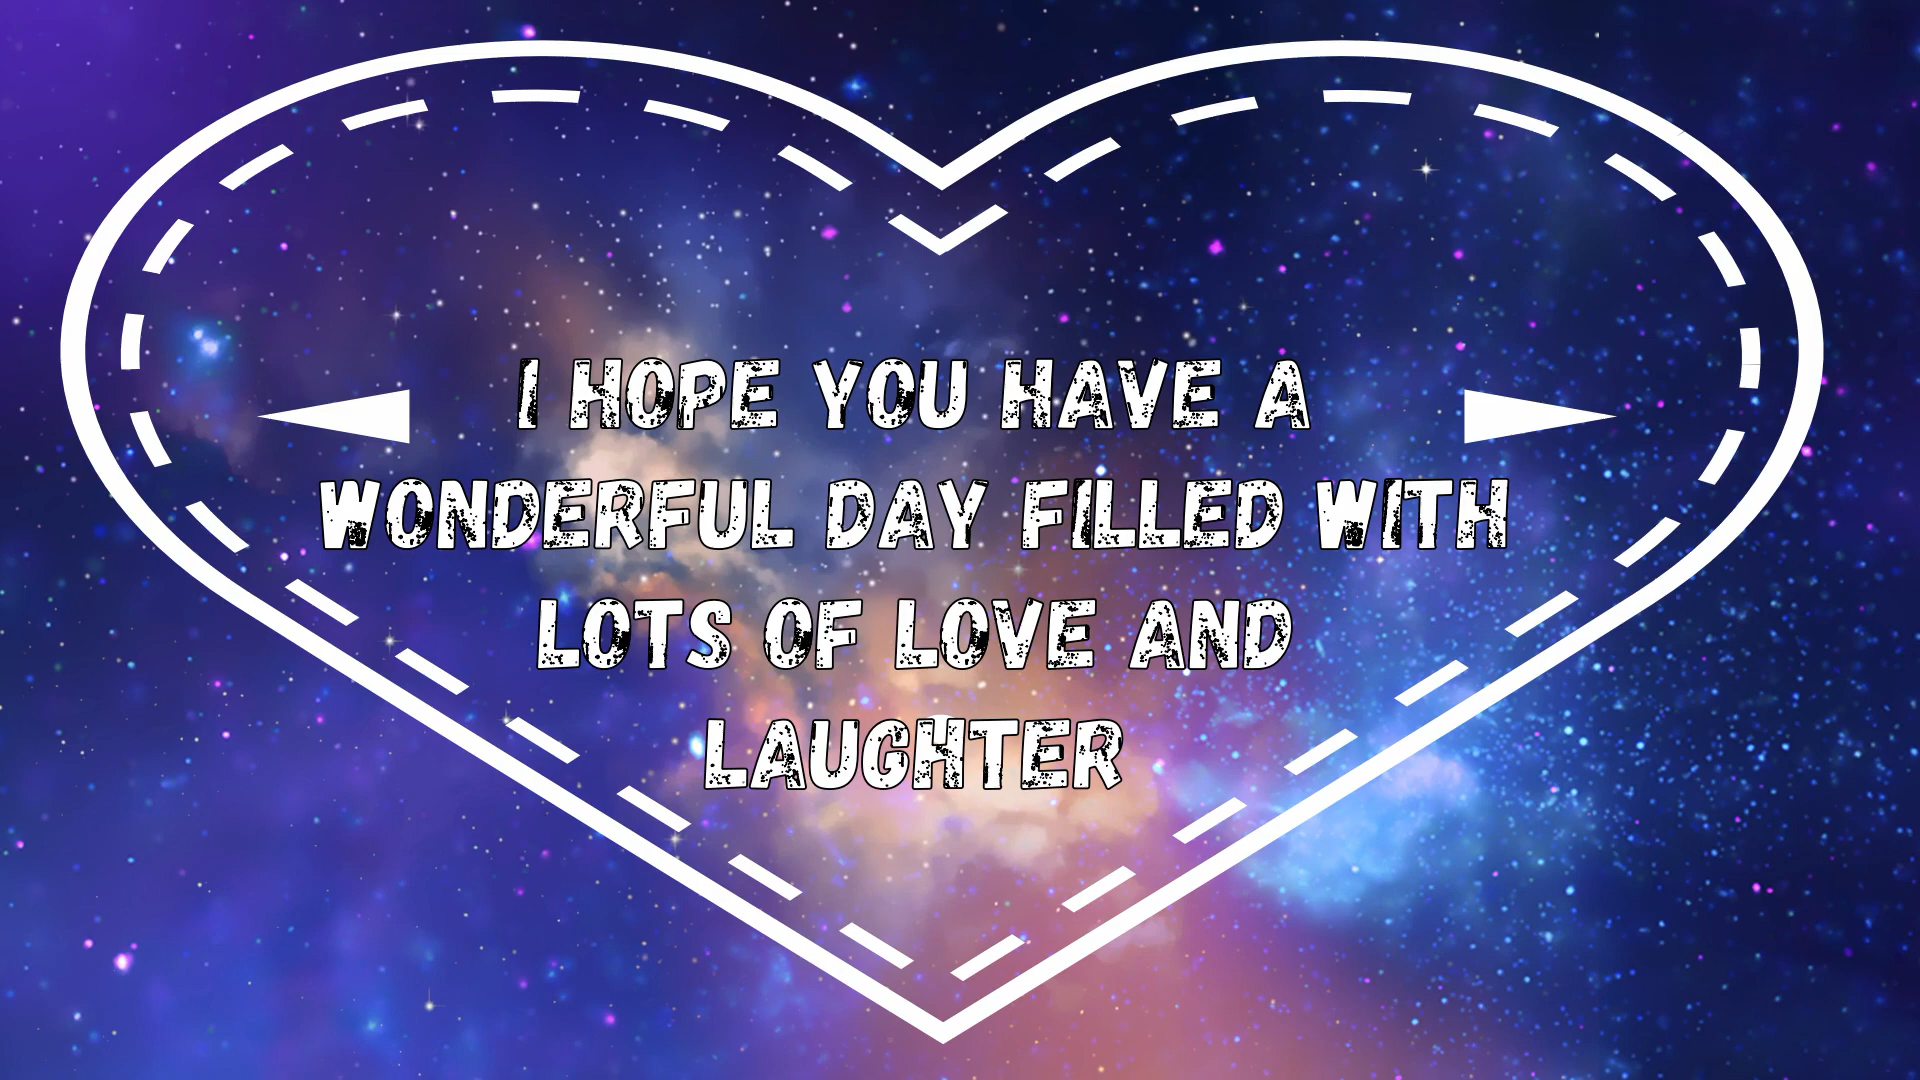 I HOPE YOU HAVE A
WONDERFUL DAY FILLED WITH
LOTS OF LOVE AND
LAUGHTER